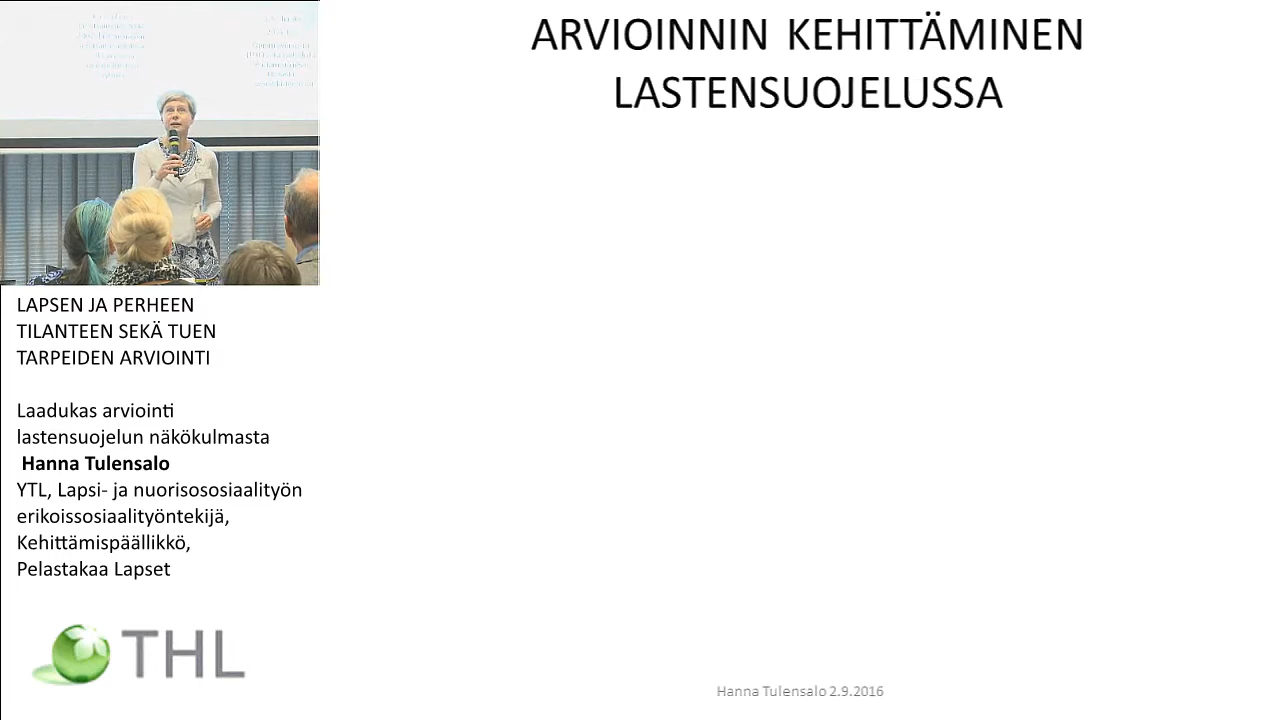 ARVIOINNIN KEHITTÄMINEN
LASTENSUOJELUSSA
LAPSEN JA PERHEEN
TILANTEEN SEKÄ TUEN
TARPEIDEN ARVIOINTI
Laadukas arviointi
lastensuojelun näkökulmasta
Hanna Tulensalo
YTL, Lapsi- ja nuorisososiaalityön
erikoissosiaalityöntekijä,
Kehittämispäällikkö,
Pelastakaa Lapset
THL
Hanna Tulensalo 2.9.2016